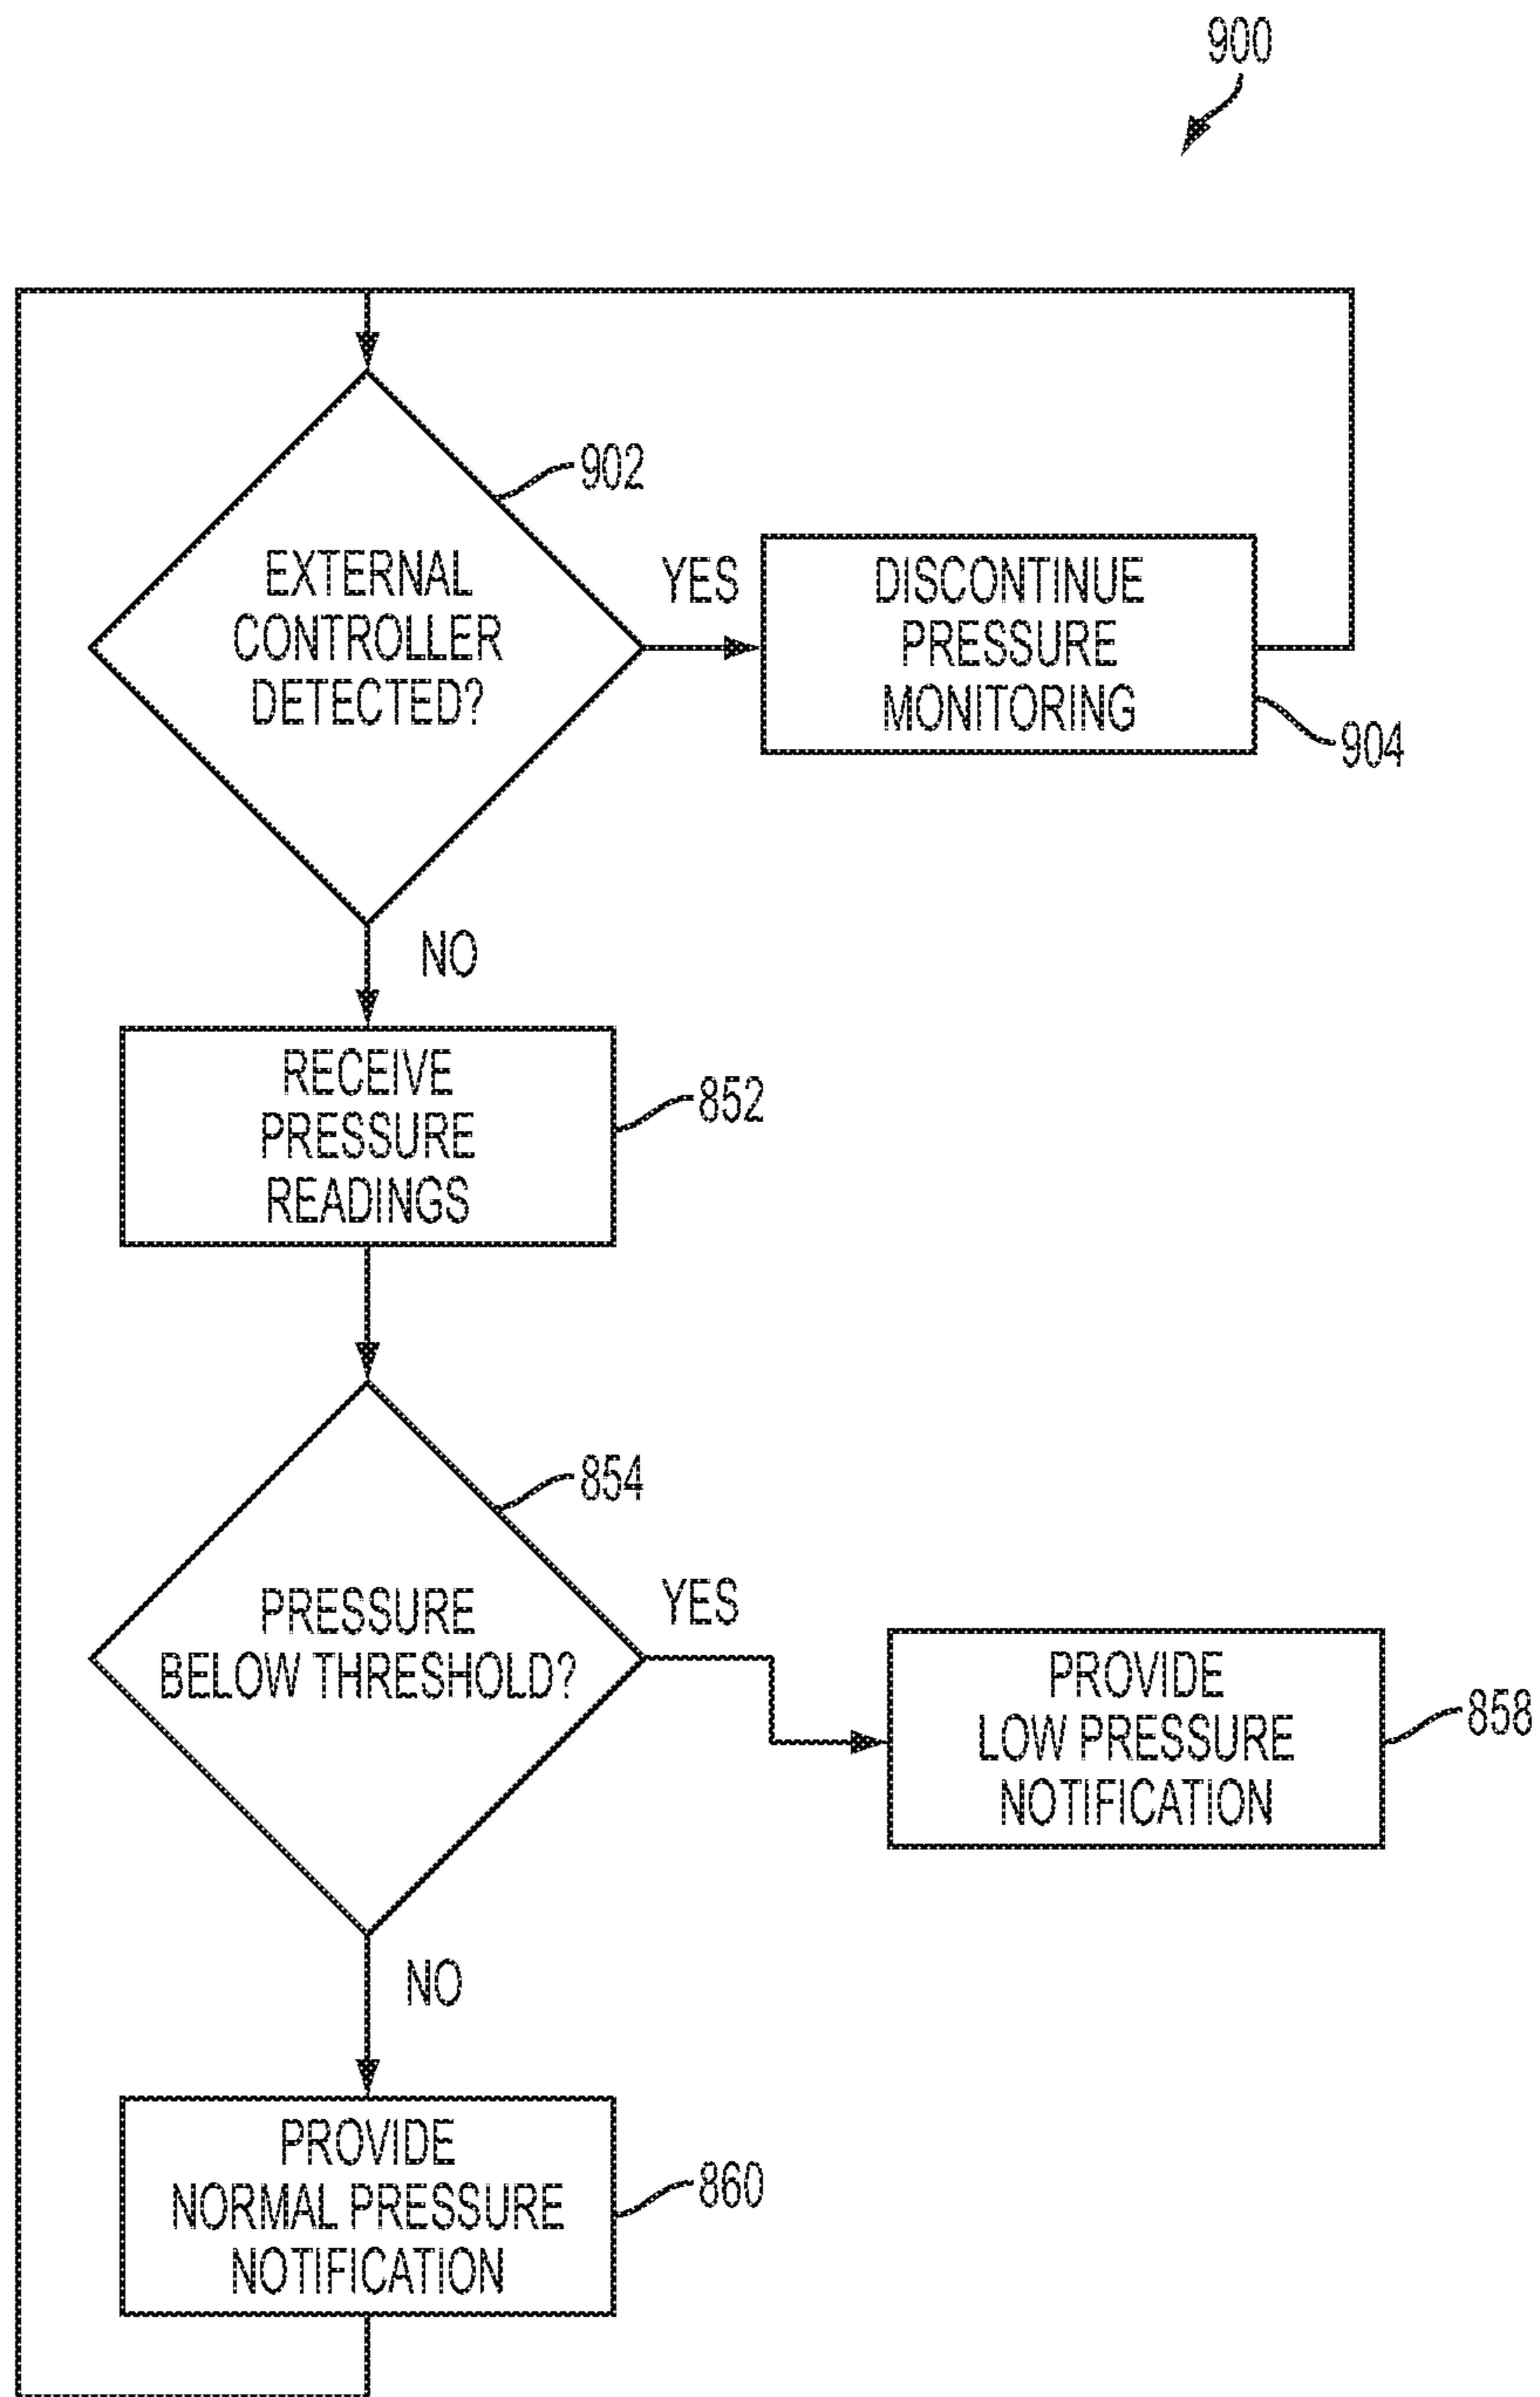 900
902
EXTERNAL
CONTROLLER
DETECTED?
YES
DISCONTINUE
PRESSURE
MONITORING
904
NO
RECEIVE
PRESSURE
READINGS
852
854
PRESSURE
BELOW THRESHOLD?
YES
PROVIDE
LOW PRESSURE
NOTIFICATION
858
NO
PROVIDE
NORMAL PRESSURE
NOTIFICATION
860